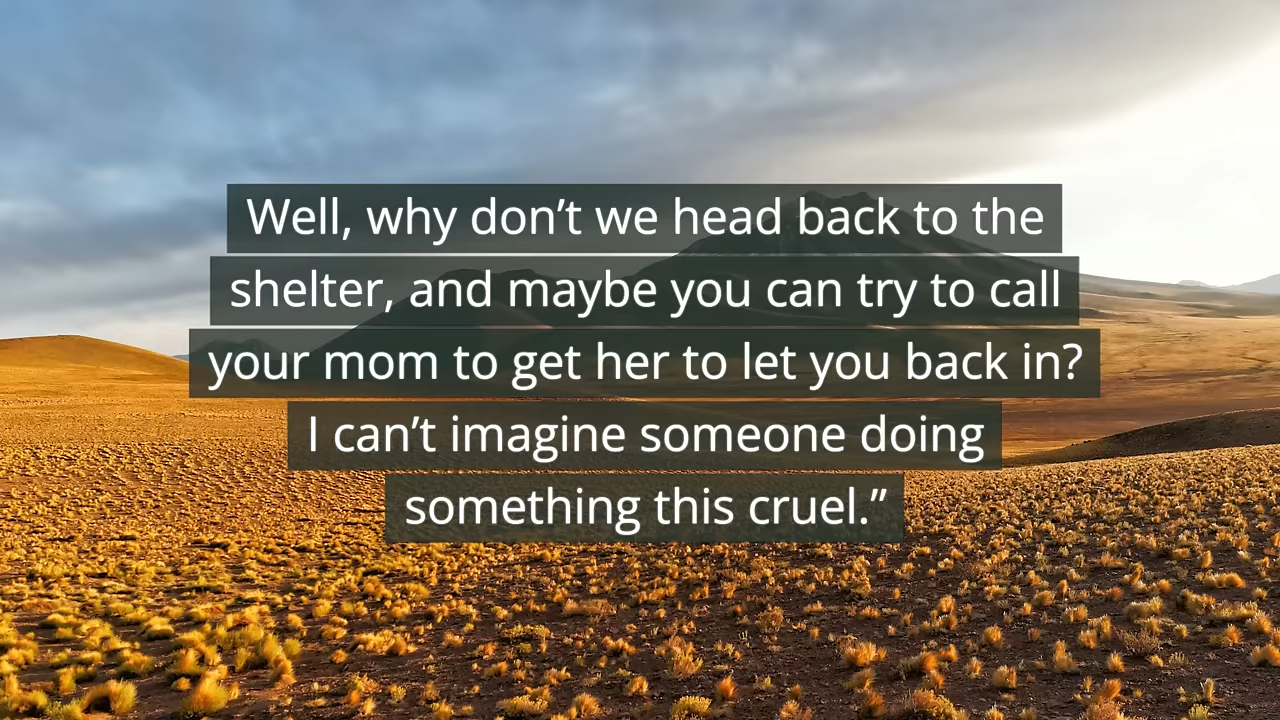 Well, why don’t we head back to the
shelter, and maybe you can try to call
your mom to get her to let you back in?
I can’t imagine someone doing
something this cruel.”